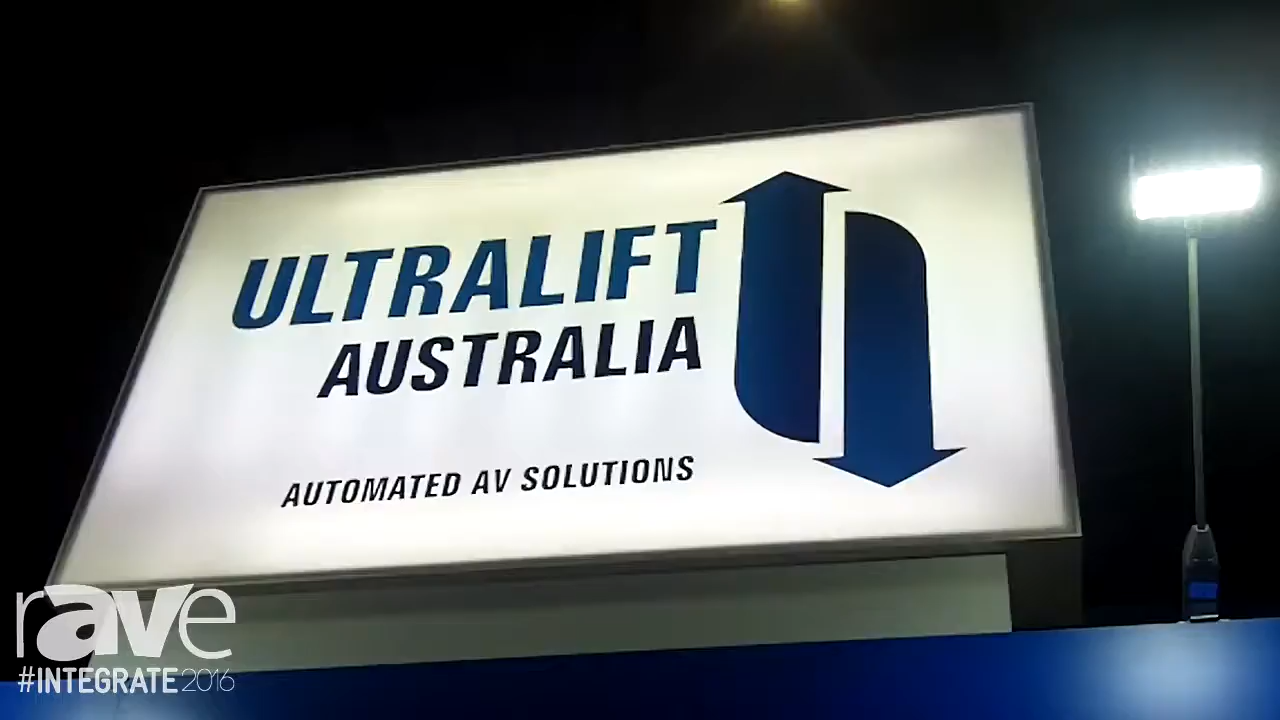 ULTRALIFT
AUSTRALIA
AUTOMATED AV SOLUTIONS
rAVe
#INTEGRATE2016